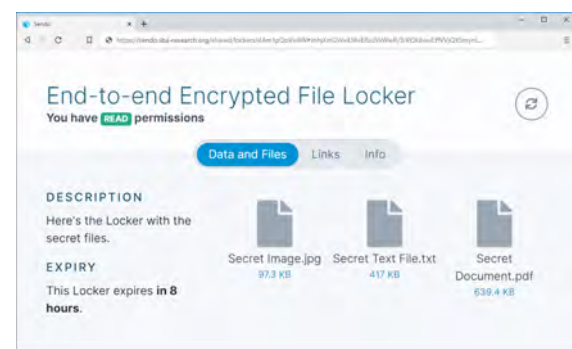 Sendo
End-to-end Encrypted File Locker
You have READ permissions
Data and Files
Links
Info
DESCRIPTION
Here's the Locker with the
secret files.
EXPIRY
This Locker expires in 8
hours.
Secret Image.jpg
97.3 KB
Secret Text File.txt
417 KB
Secret
Document.pdf
639.4 KB